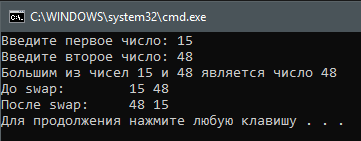 C:\WINDOWS\system32\cmd.exe
Введите первое число: 15
Введите второе число: 48
Большим из чисел 15 и 48 является число 48
До swap:        15 48
После swap:     48 15
Для продолжения нажмите любую клавишу . . .